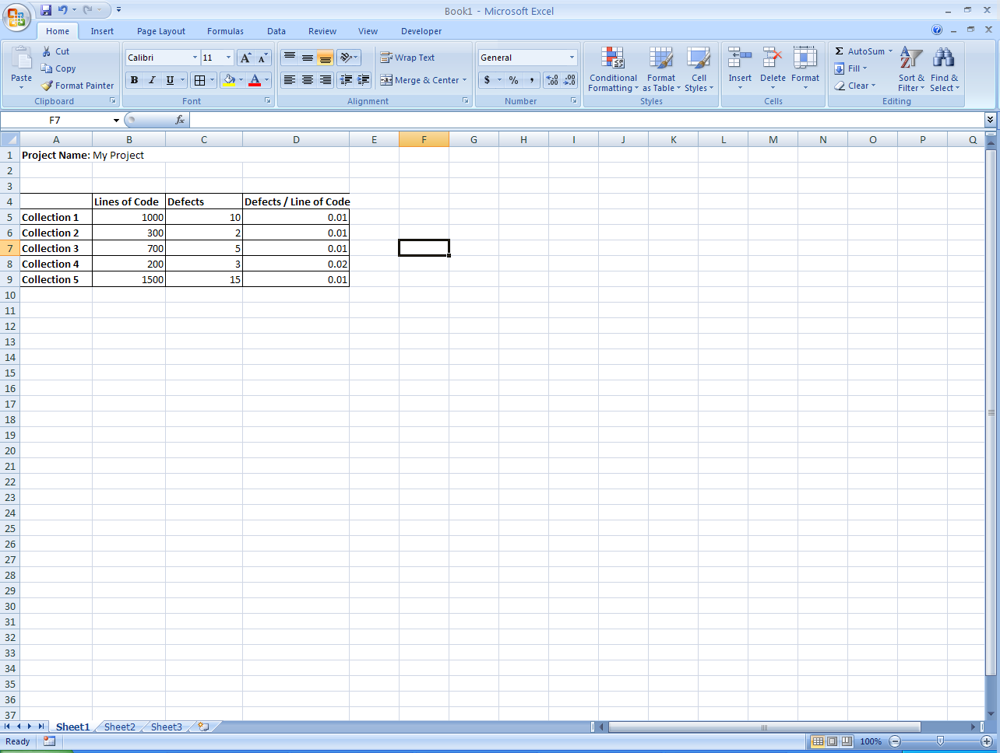 Book1 - Microsoft Excel
Home Insert Page Layout Formulas Data Review View Developer
Paste
Cut
Copy
Format Painter
Clipboard
Calibri 11
B I U A
Font
Wrap Text
Merge & Center
Alignment
General
$ % ,
Number
Conditional Formatting
Format as Table
Cell Styles
Styles
Insert Delete Format
Cells
Σ AutoSum
Fill
Clear
Sort & Filter
Find & Select
Editing
F7 fx
A B C D E F G H I J K L M N O P Q
1 Project Name: My Project
2
3
4 Lines of Code Defects Defects / Line of Code
5 Collection 1 1000 10 0.01
6 Collection 2 300 2 0.01
7 Collection 3 700 5 0.01
8 Collection 4 200 3 0.02
9 Collection 5 1500 15 0.01
10
11
12
13
14
15
16
17
18
19
20
21
22
23
24
25
26
27
28
29
30
31
32
33
34
35
36
37
Sheet1 Sheet2 Sheet3
Ready 100%